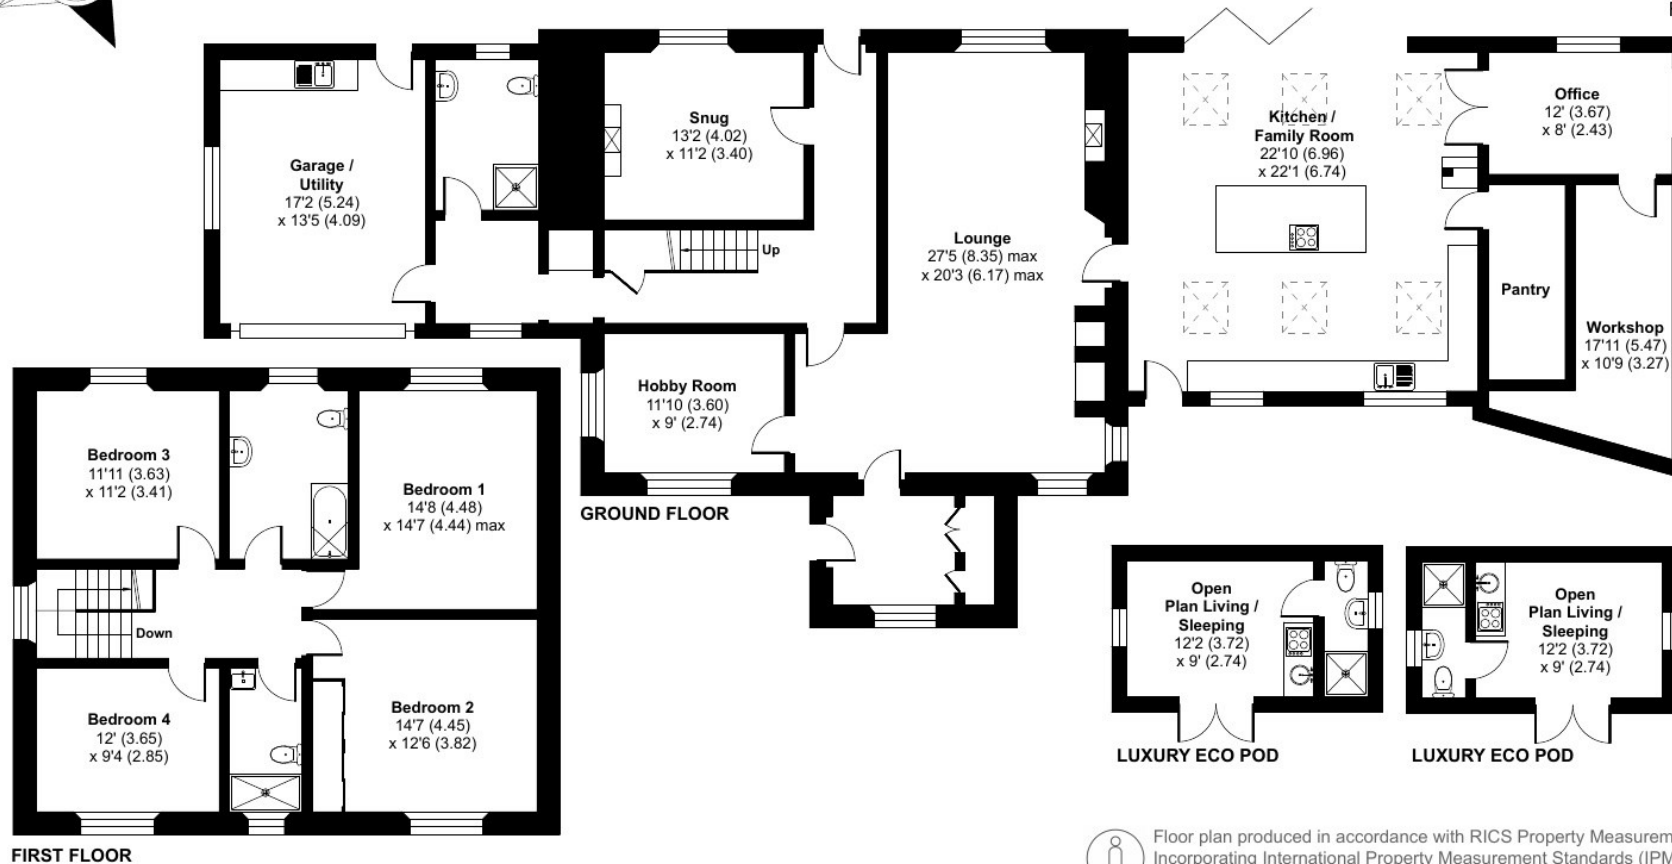 Garage /
Utility
17'2 (5.24)
x 13'5 (4.09)
Snug
13'2 (4.02)
x 11'2 (3.40)
Up
Lounge
27'5 (8.35) max
x 20'3 (6.17) max
Kitchen /
Family Room
22'10 (6.96)
x 22'1 (6.74)
Office
12' (3.67)
x 8' (2.43)
Pantry
Workshop
17'11 (5.47)
x 10'9 (3.27)
Hobby Room
11'10 (3.60)
x 9' (2.74)
GROUND FLOOR
Bedroom 3
11'11 (3.63)
x 11'2 (3.41)
Bedroom 1
14'8 (4.48)
x 14'7 (4.44) max
Down
Bedroom 4
12' (3.65)
x 9'4 (2.85)
Bedroom 2
14'7 (4.45)
x 12'6 (3.82)
FIRST FLOOR
Open
Plan Living /
Sleeping
12'2 (3.72)
x 9' (2.74)
LUXURY ECO POD
Open
Plan Living /
Sleeping
12'2 (3.72)
x 9' (2.74)
LUXURY ECO POD
Floor plan produced in accordance with RICS Property Measurem
Incorporating International Property Measurement Standards (IPM